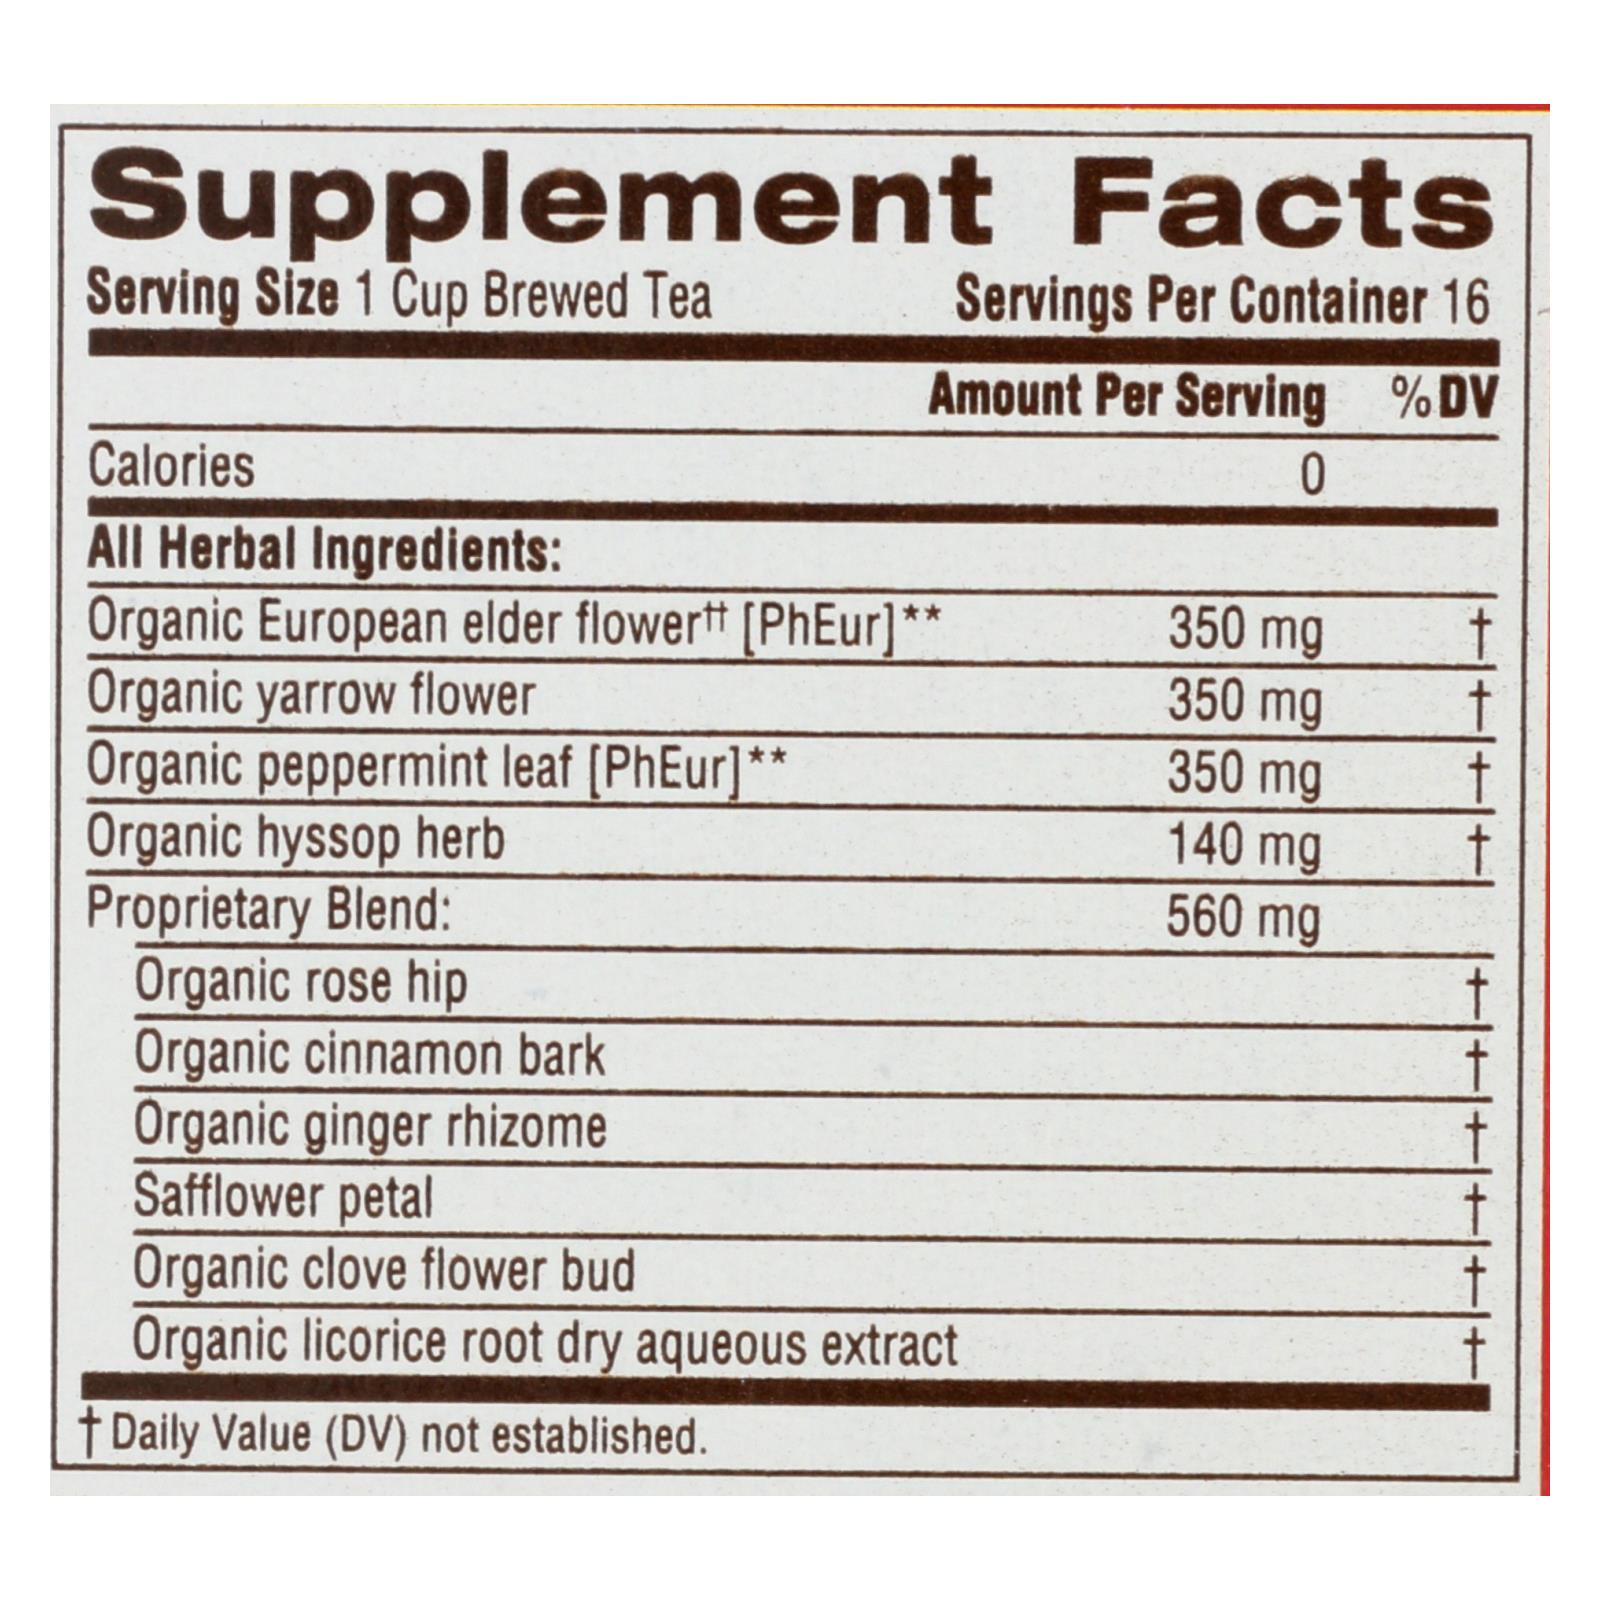 Supplement Facts
Serving Size 1 Cup Brewed Tea Servings Per Container 16
Amount Per Serving % DV
Calories 0
All Herbal Ingredients:
Organic European elder flower†† [PhEur]** 350 mg †
Organic yarrow flower 350 mg †
Organic peppermint leaf [PhEur]** 350 mg †
Organic hyssop herb 140 mg †
Proprietary Blend: 560 mg
Organic rose hip †
Organic cinnamon bark †
Organic ginger rhizome †
Safflower petal †
Organic clove flower bud †
Organic licorice root dry aqueous extract †
† Daily Value (DV) not established.